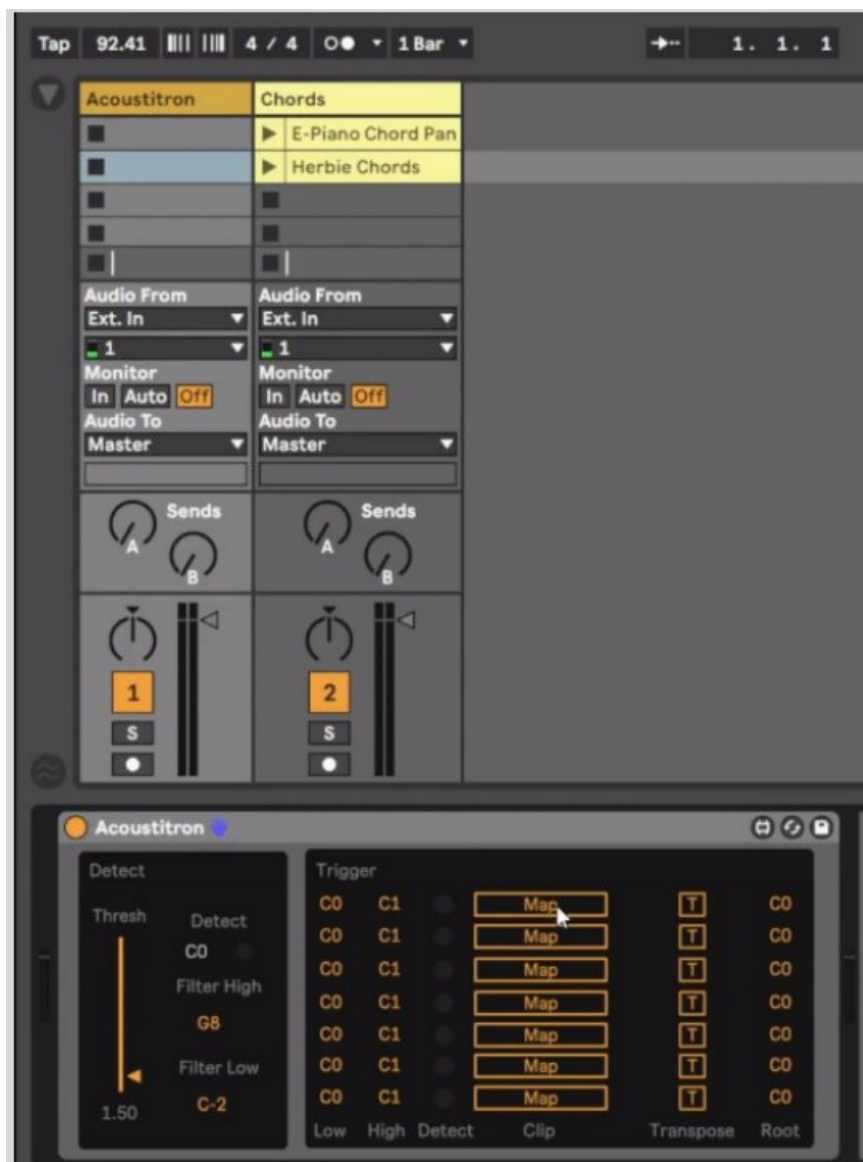 Tap 92.41 4 / 4 1 Bar 1. 1. 1
Acoustitron Chords
E-Piano Chord Pan
Herbie Chords
Audio From Audio From
Ext. In Ext. In
1 1
Monitor Monitor
In Auto Off In Auto Off
Audio To Audio To
Master Master
Sends Sends
A A
B B
1 2
S S
Acoustitron
Detect Trigger
C0 C1 Map T C0
Thresh Detect
C0 C1 Map T C0
C0
C0 C1 Map T C0
Filter High
C0 C1 Map T C0
G8
C0 C1 Map T C0
Filter Low
C0 C1 Map T C0
C-2
C0 C1 Map T C0
1.50
Low High Detect Clip Transpose Root